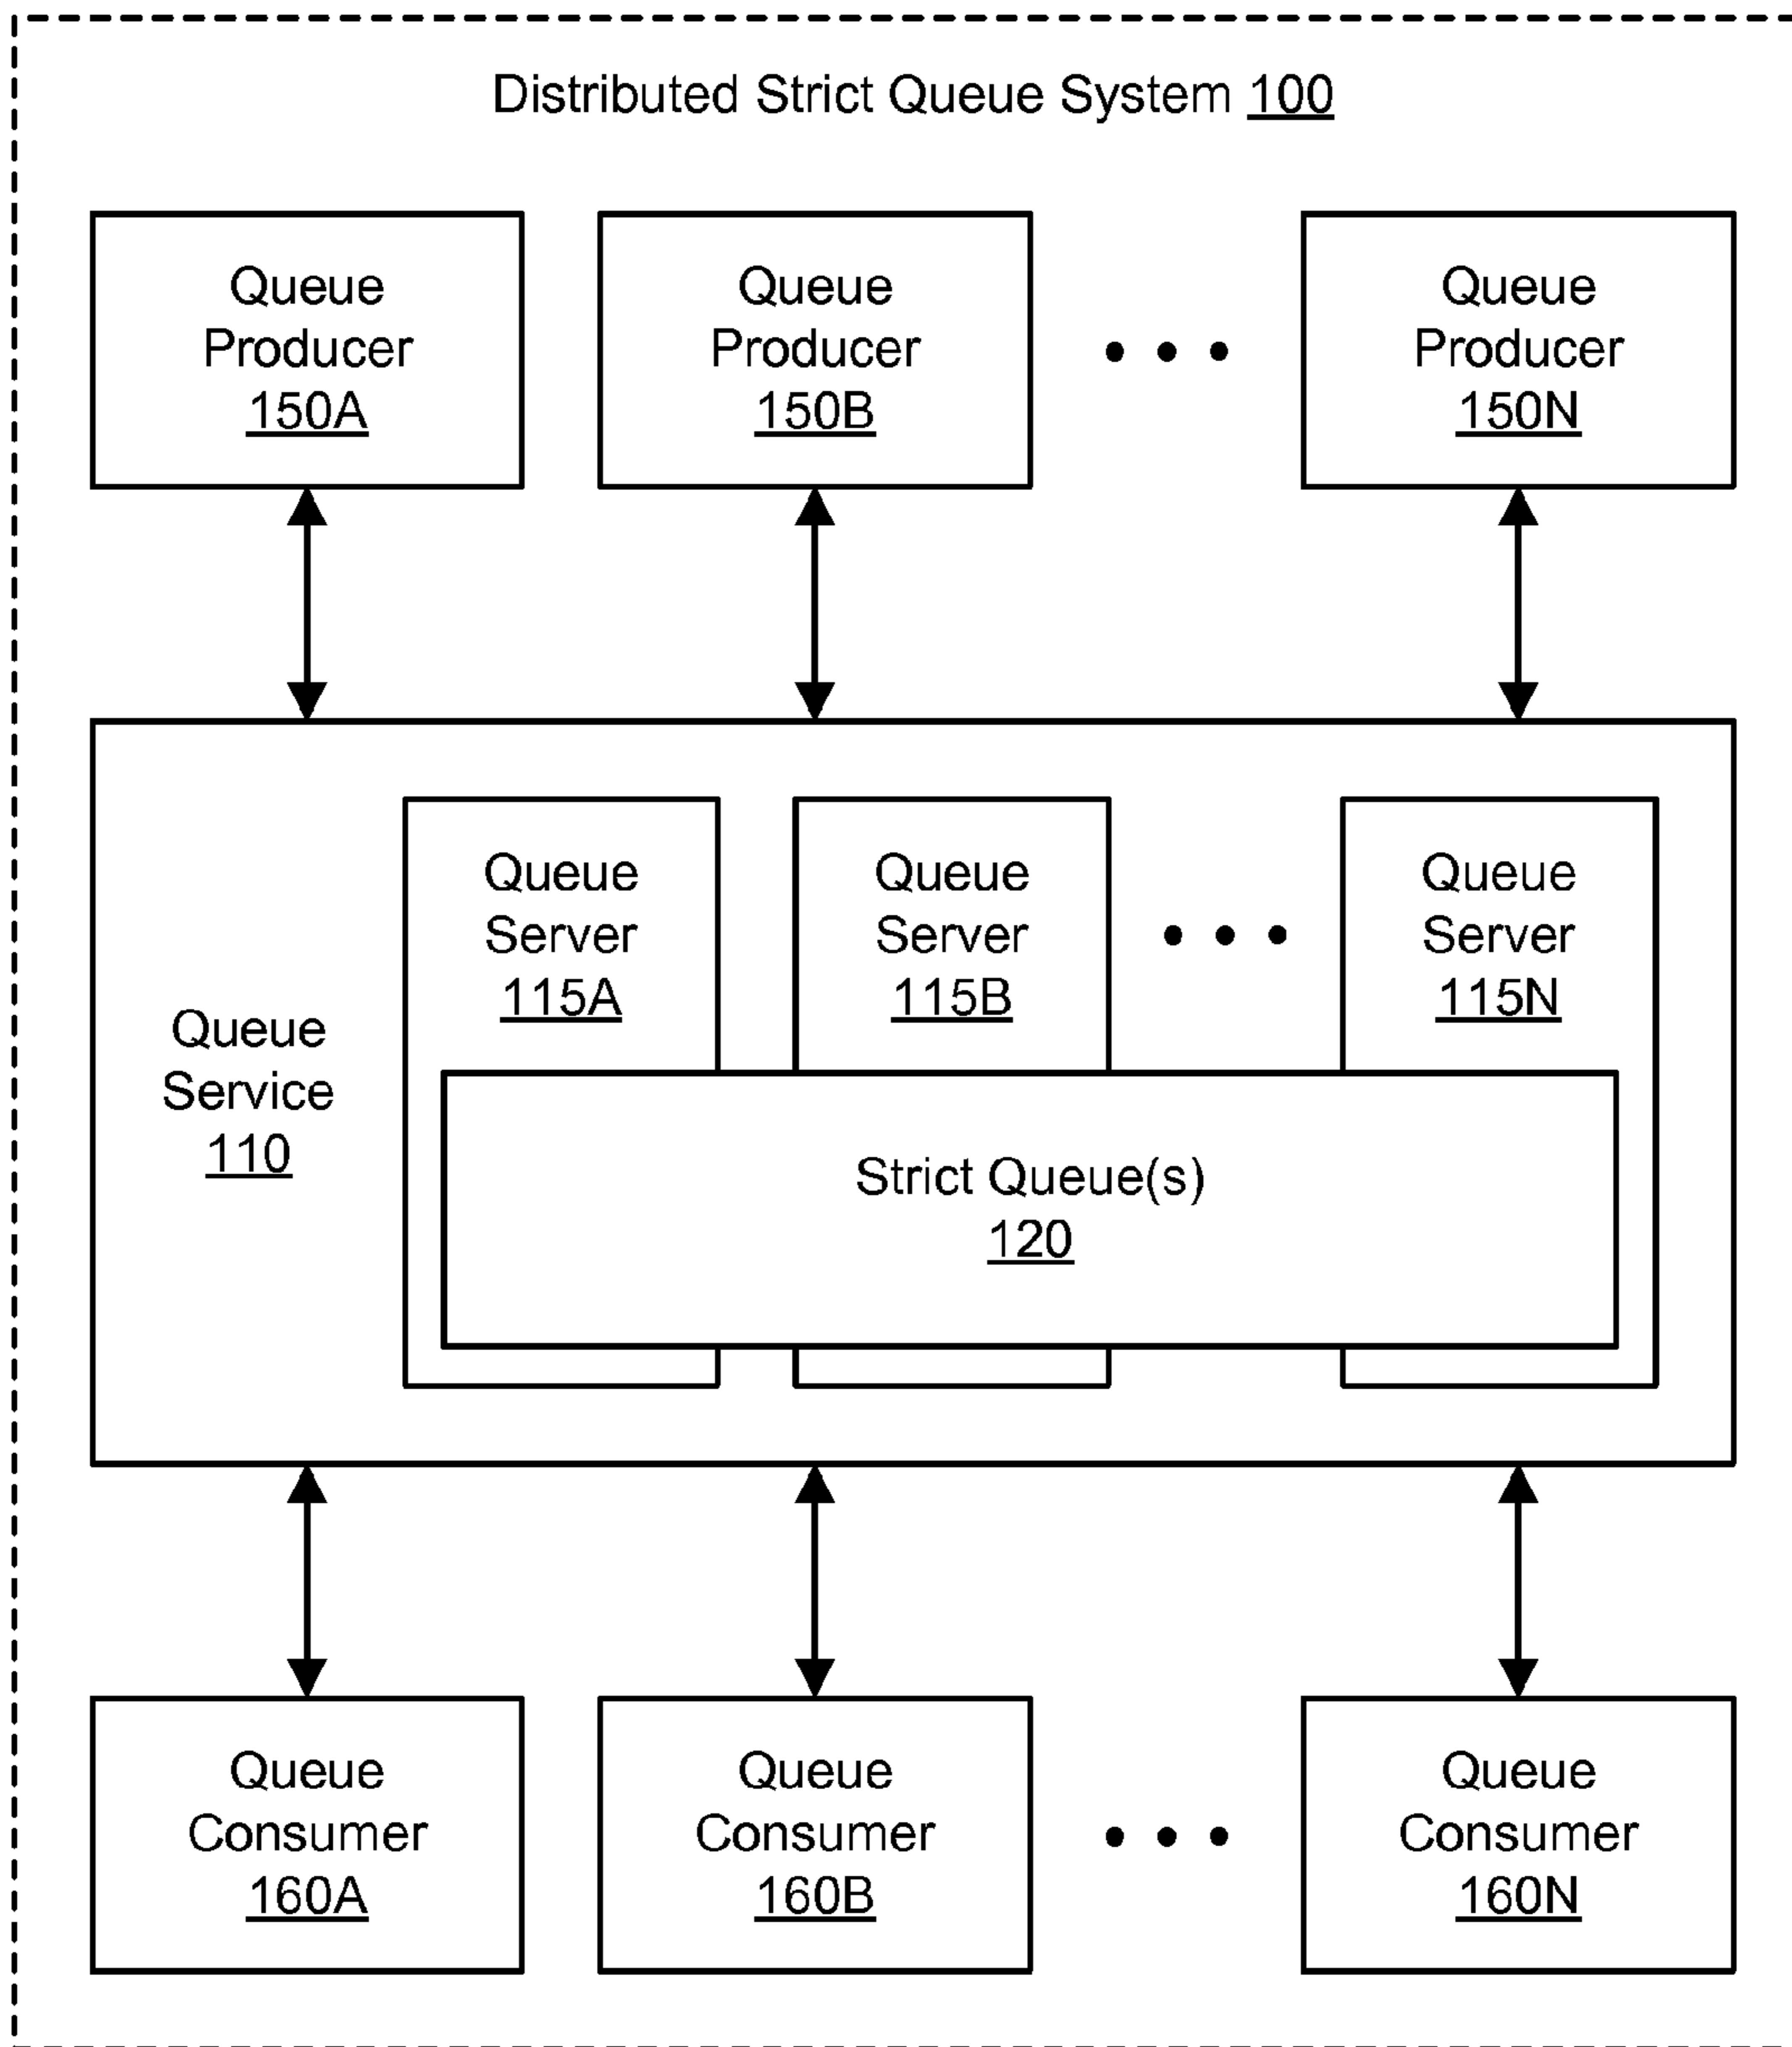 Distributed Strict Queue System 100
Queue
Producer
150A
Queue
Producer
150B
Queue
Producer
150N
Queue
Service
110
Queue
Server
115A
Queue
Server
115B
Queue
Server
115N
Strict Queue(s)
120
Queue
Consumer
160A
Queue
Consumer
160B
Queue
Consumer
160N